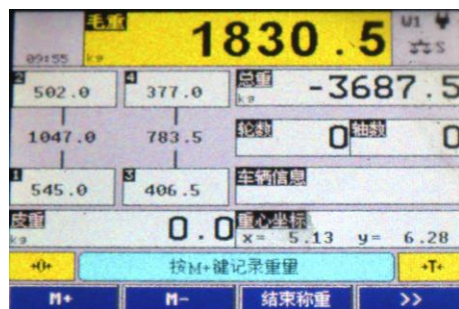 毛重
1830.5
W1
09:55
kg
S
2
502.0
4
377.0
总重
kg
-3687.5
1047.0
783.5
轮数
0
轴数
0
1
545.0
3
406.5
车辆信息
皮重
kg
0.0
重心坐标
x= 5.13 y= 6.28
→0←
按M+键记录重量
→T←
M+
M-
结束称重
>>